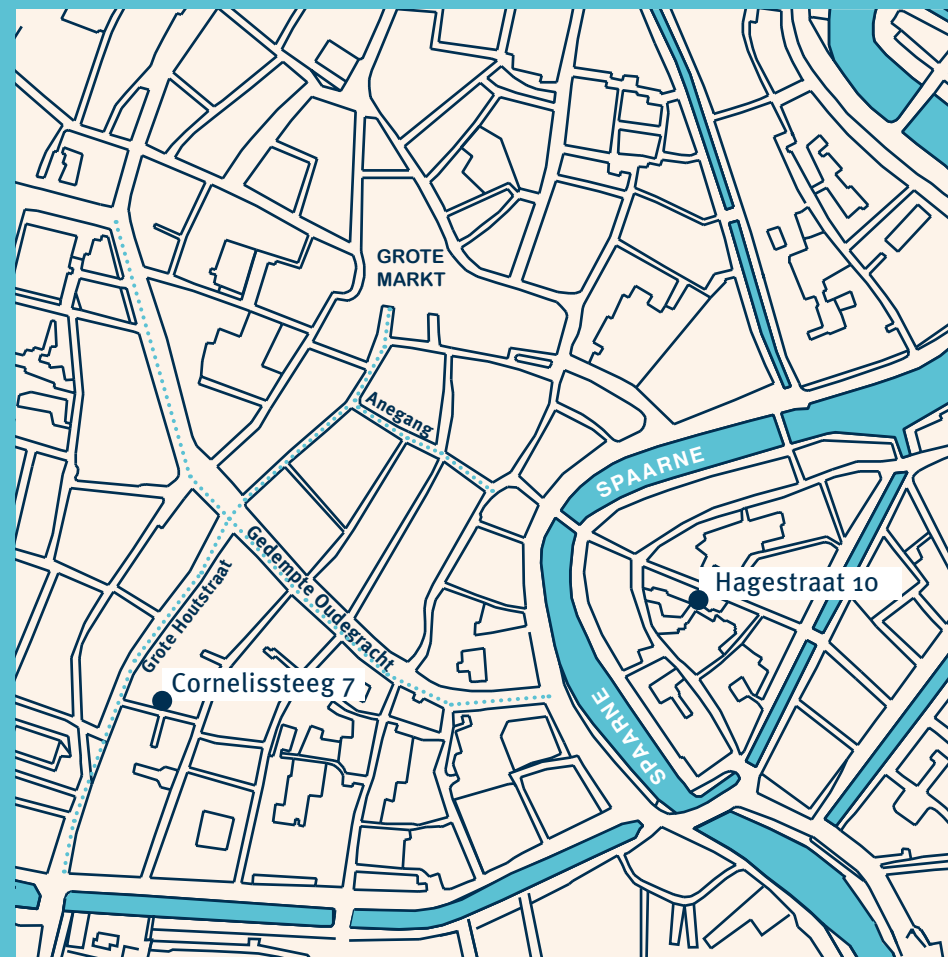 GROTE
MARKT
Anegang
SPAARNE
Gedempte Oudegracht
Hagestraat 10
Grote Houtstraat
Cornelissteeg 7
SPAARNE